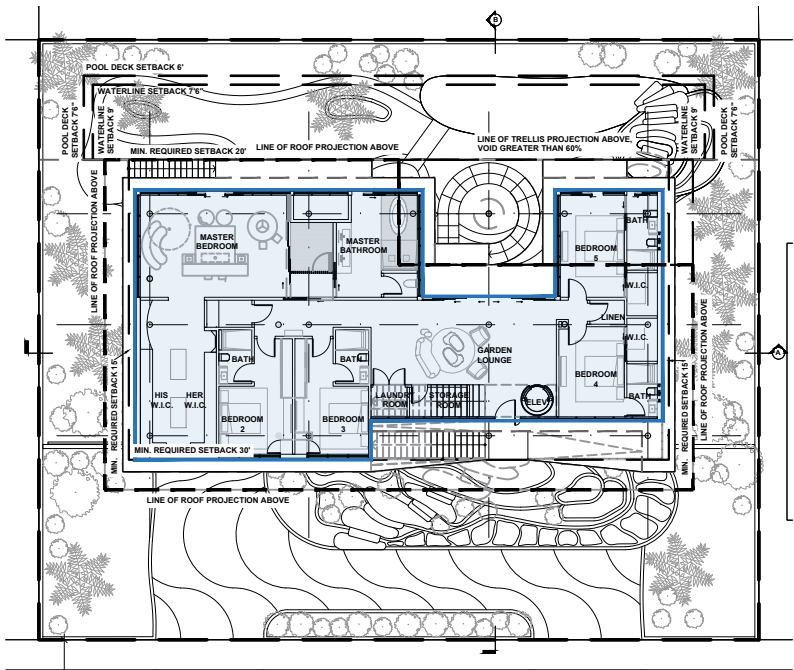 B
POOL DECK SETBACK 6'
WATERLINE SETBACK 7'6"
POOL DECK
SETBACK 7'6"
WATERLINE
SETBACK 9'
WATERLINE
SETBACK 9'
POOL DECK
SETBACK 7'6"
MIN. REQUIRED SETBACK 20'
LINE OF ROOF PROJECTION ABOVE
LINE OF TRELLIS PROJECTION ABOVE,
VOID GREATER THAN 60%
LINE OF ROOF PROJECTION ABOVE
MASTER
BEDROOM
MASTER
BATHROOM
BATH
BEDROOM
5
W.I.C.
LINEN
W.I.C.
LINE OF ROOF PROJECTION ABOVE
A
GARDEN
LOUNGE
BATH
BATH
BEDROOM
4
BATH
HIS
W.I.C.
HER
W.I.C.
LAUNDRY
ROOM
STORAGE
ROOM
ELEV.
BEDROOM
2
BEDROOM
3
MIN. REQUIRED SETBACK 15'
MIN. REQUIRED SETBACK 15'
MIN. REQUIRED SETBACK 30'
LINE OF ROOF PROJECTION ABOVE